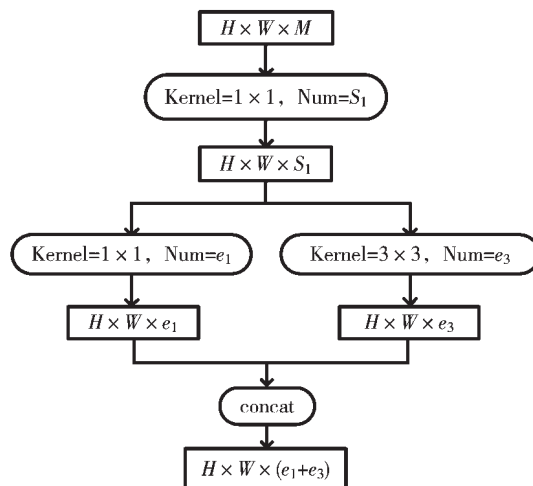 H × W × M
Kernel=1 × 1, Num=S₁
H × W × S₁
Kernel=1 × 1, Num=e₁
Kernel=3 × 3, Num=e₃
H × W × e₁
H × W × e₃
concat
H × W × (e₁+e₃)